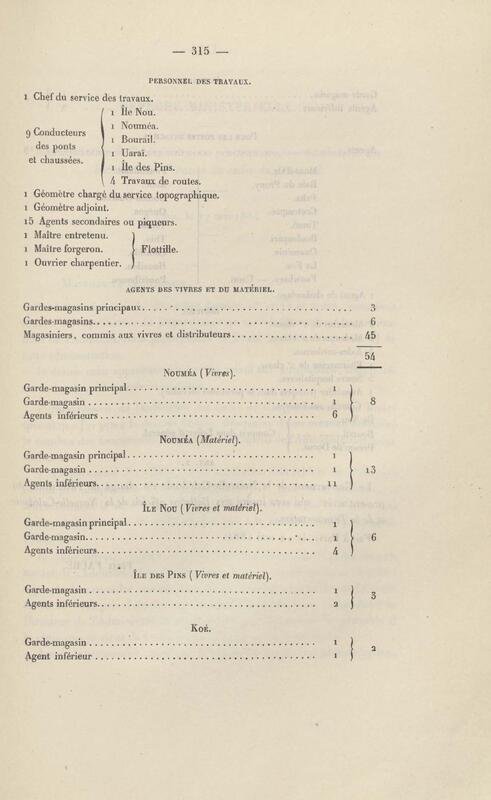 — 315 —
PERSONNEL DES TRAVAUX.
1 Chef du service des travaux.
9 Conducteurs des ponts et chaussées.
1 Île Nou.
1 Nouméa.
1 Bouraïl.
1 Uaraï.
1 Île des Pins.
4 Travaux de routes.
1 Géomètre chargé du service topographique.
1 Géomètre adjoint.
15 Agents secondaires ou piqueurs.
1 Maître entretenu.
1 Maître forgeron.
1 Ouvrier charpentier.
Flottille.
AGENTS DES VIVRES ET DU MATÉRIEL.
Gardes-magasins principaux 3
Gardes-magasins 6
Magasiniers, commis aux vivres et distributeurs 45
54
Nouméa (Vivres).
Garde-magasin principal 1
Garde-magasin 1
Agents inférieurs 6
8
Nouméa (Matériel).
Garde-magasin principal 1
Garde-magasin 1
Agents inférieurs 11
13
Île Nou (Vivres et matériel).
Garde-magasin principal 1
Garde-magasin 1
Agents inférieurs 4
6
Île des Pins (Vivres et matériel).
Garde-magasin 1
Agents inférieurs 2
3
Koé.
Garde-magasin 1
Agent inférieur 1
2